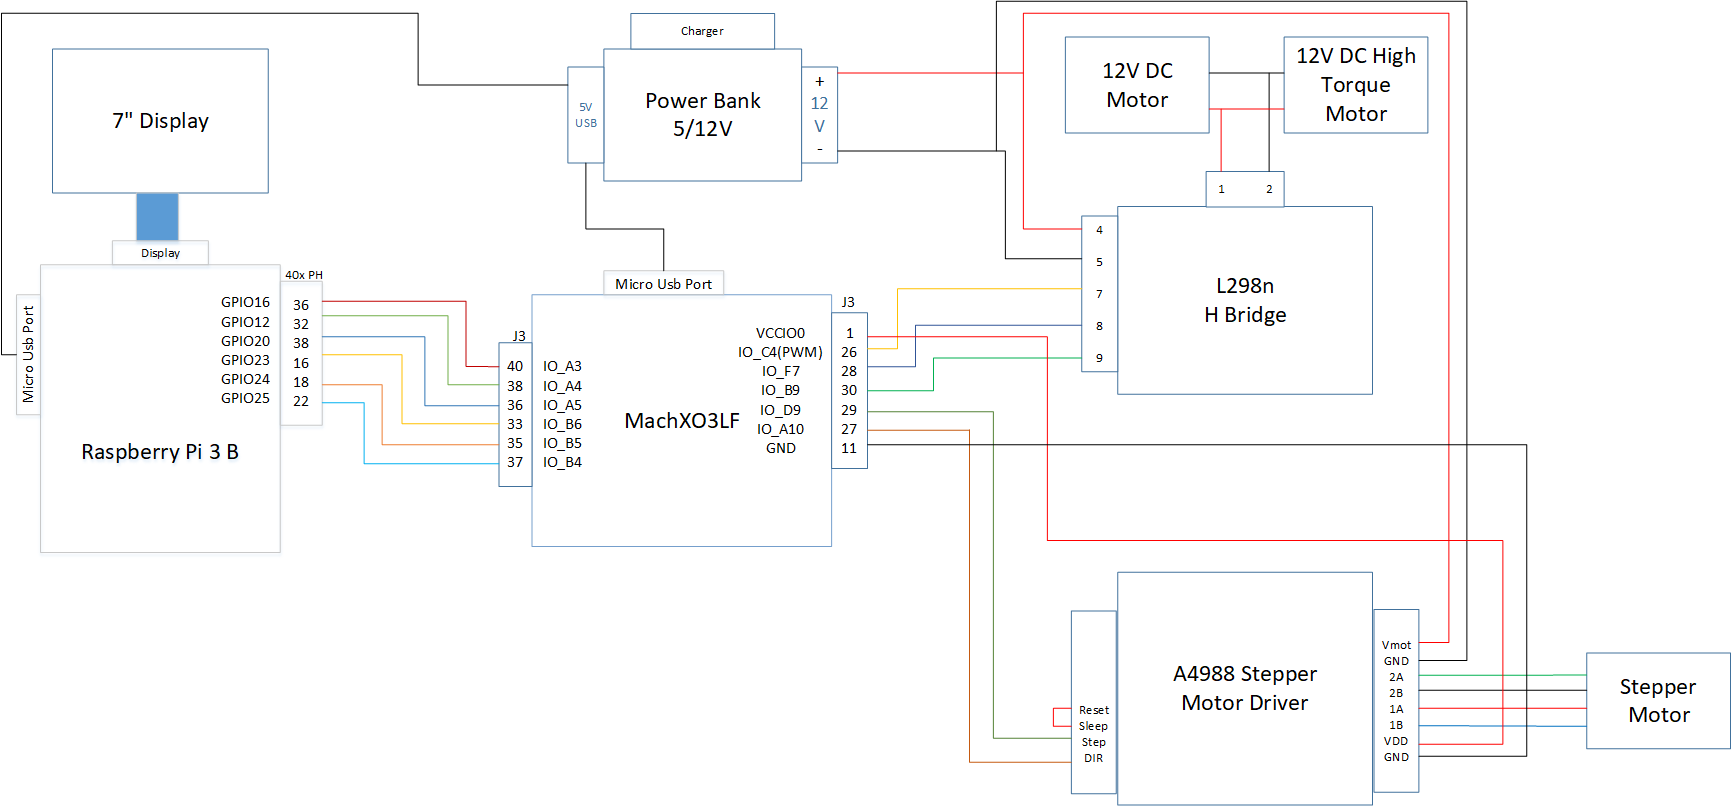 Charger
7" Display
5V
USB
Power Bank
5/12V
+
12
V
-
12V DC
Motor
12V DC High
Torque
Motor
1 2
Display
40x PH
Micro Usb Port
GPIO16 36
GPIO12 32
GPIO20 38
GPIO23 16
GPIO24 18
GPIO25 22
Raspberry Pi 3 B
Micro Usb Port
J3
40 IO_A3
38 IO_A4
36 IO_A5
33 IO_B6
35 IO_B5
37 IO_B4
MachXO3LF
J3
VCCIO0 1
IO_C4(PWM) 26
IO_F7 28
IO_B9 30
IO_D9 29
IO_A10 27
GND 11
4
5
7
8
9
L298n
H Bridge
Reset
Sleep
Step
DIR
A4988 Stepper
Motor Driver
Vmot
GND
2A
2B
1A
1B
VDD
GND
Stepper
Motor